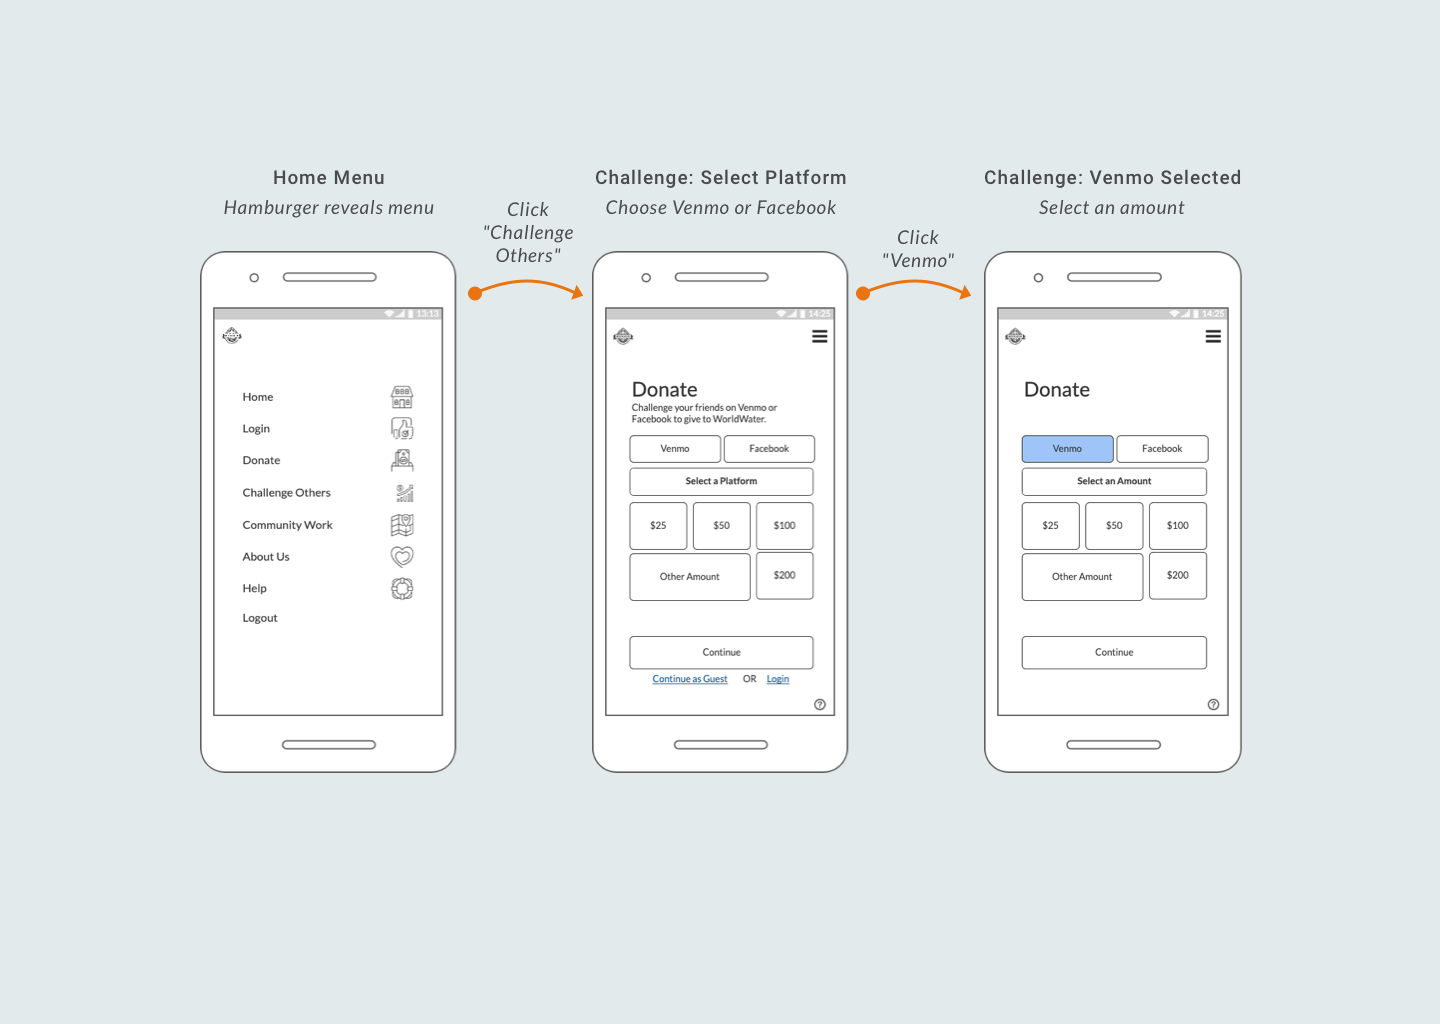 Home Menu
Hamburger reveals menu
Click
"Challenge
Others"
Challenge: Select Platform
Choose Venmo or Facebook
Click
"Venmo"
Challenge: Venmo Selected
Select an amount
Home
Login
Donate
Challenge Others
Community Work
About Us
Help
Logout
14:25
Donate
Challenge your friends on Venmo or
Facebook to give to WorldWater.
Venmo Facebook
Select a Platform
$25 $50 $100
Other Amount $200
Continue
Continue as Guest OR Login
?
14:25
Donate
Venmo Facebook
Select an Amount
$25 $50 $100
Other Amount $200
Continue
?